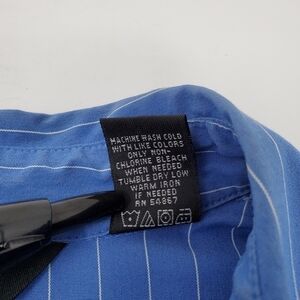 MACHINE WASH COLD
WITH LIKE COLORS
ONLY NON-
CHLORINE BLEACH
WHEN NEEDED
TUMBLE DRY LOW
WARM IRON
IF NEEDED
RN 54867